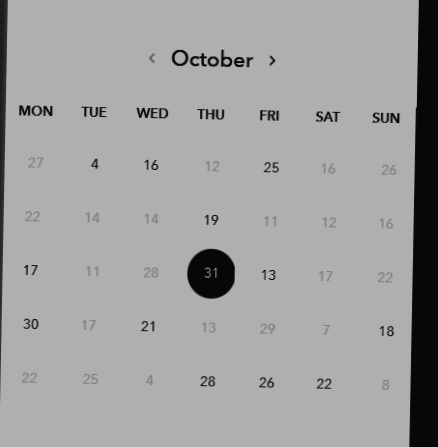 ‹ October ›
MON TUE WED THU FRI SAT SUN
27 4 16 12 25 16 26
22 14 14 19 11 12 16
17 11 28 31 13 17 22
30 17 21 13 29 7 18
22 25 4 28 26 22 8